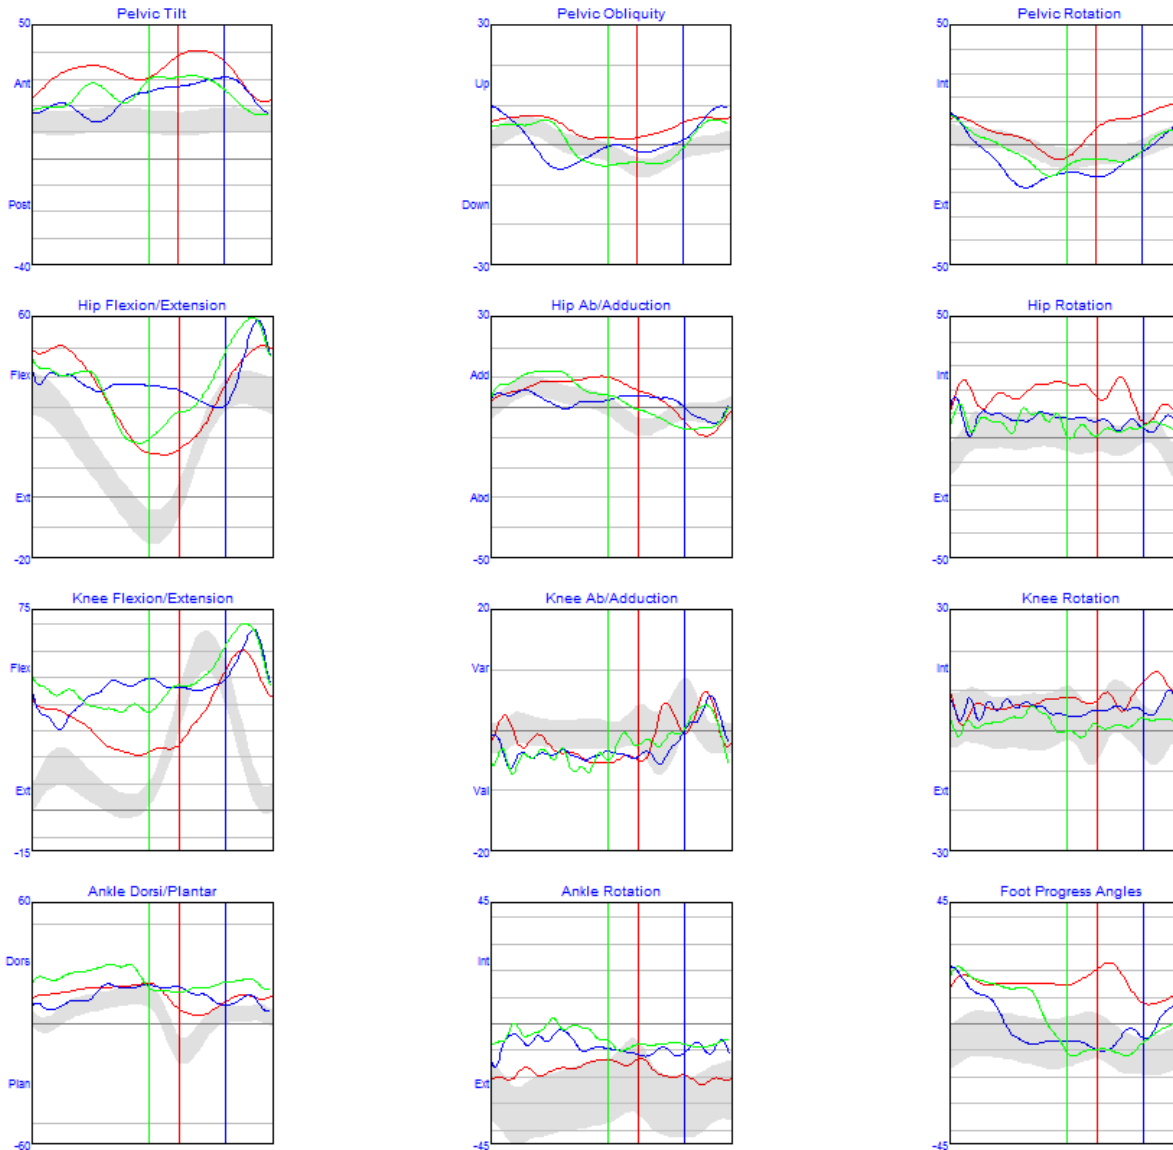 Pelvic Tilt
50
Ant
Post
-40
Pelvic Obliquity
30
Up
Down
-30
Pelvic Rotation
50
Int
Ext
-50
Hip Flexion/Extension
60
Flex
Ext
-20
Hip Ab/Adduction
30
Add
Abd
-50
Hip Rotation
50
Int
Ext
-50
Knee Flexion/Extension
75
Flex
Ext
-15
Knee Ab/Adduction
20
Var
Val
-20
Knee Rotation
30
Int
Ext
-30
Ankle Dorsi/Plantar
60
Dors
Plan
-60
Ankle Rotation
45
Int
Ext
-45
Foot Progress Angles
45
-45